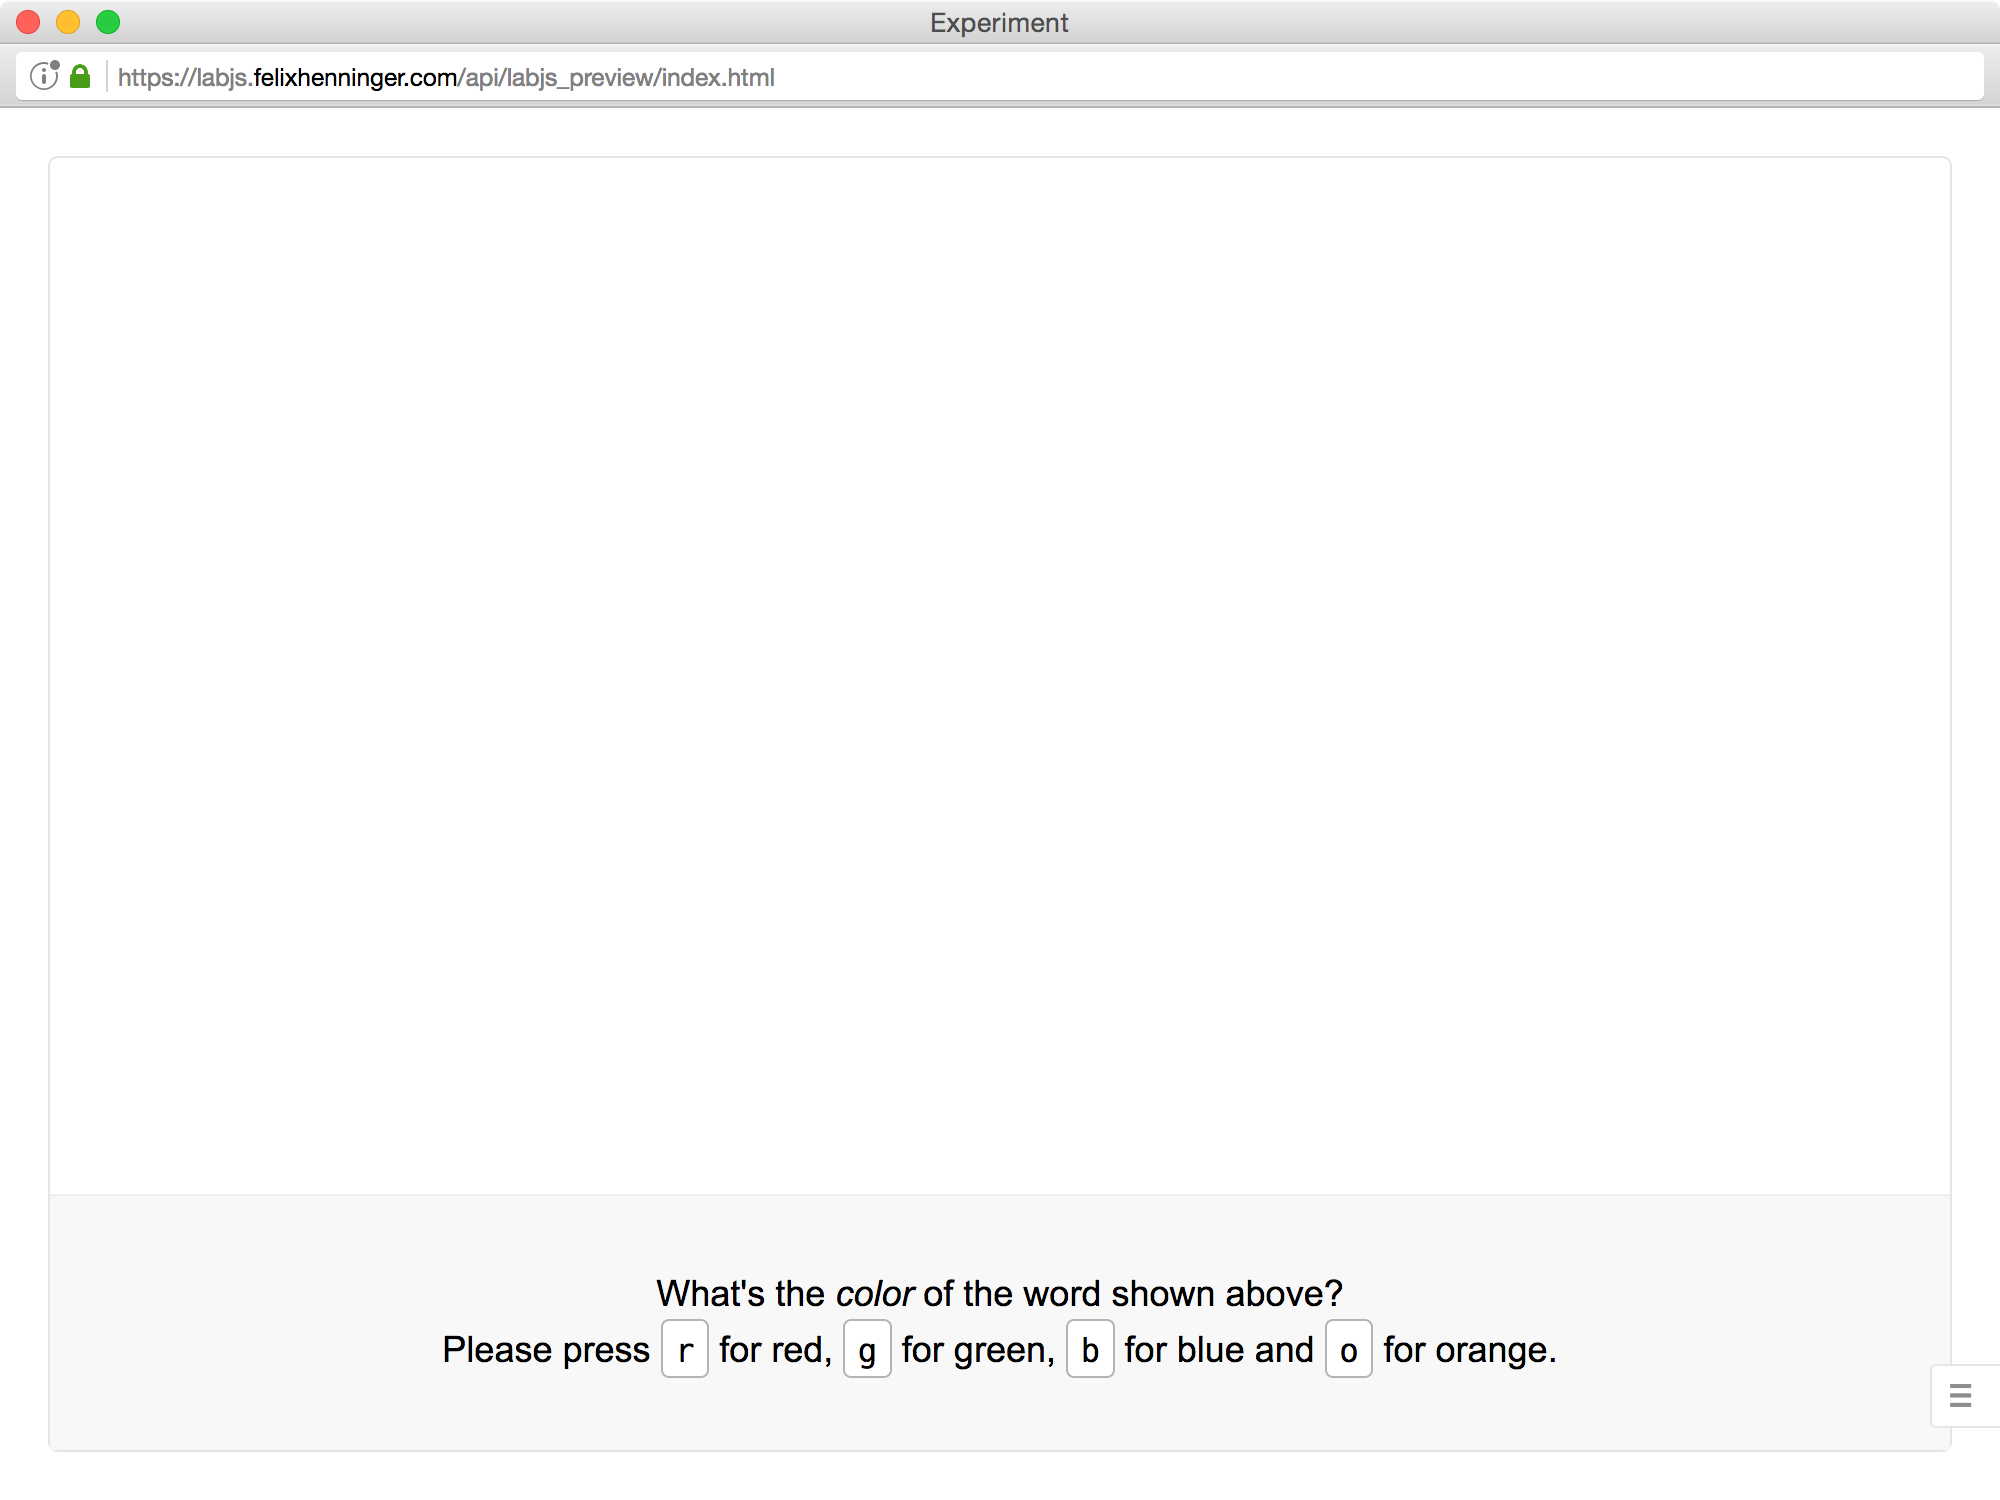 Experiment
https://labjs.felixhenninger.com/api/labjs_preview/index.html
What's the color of the word shown above?
Please press r for red, g for green, b for blue and o for orange.